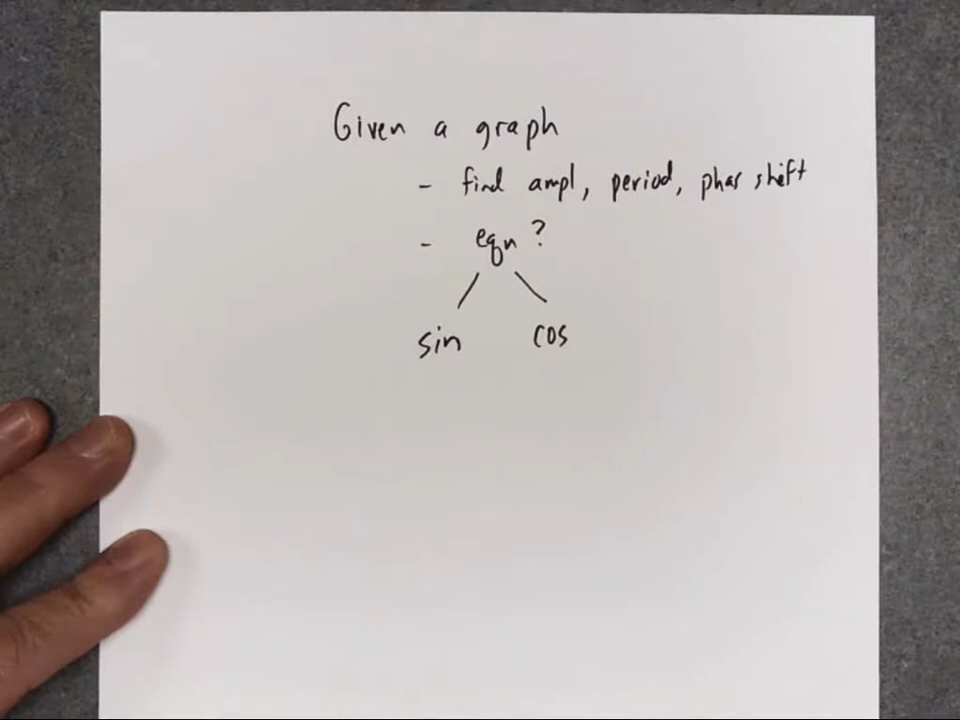 Given a graph
- find ampl, period, phas shift
- eqn?
sin cos